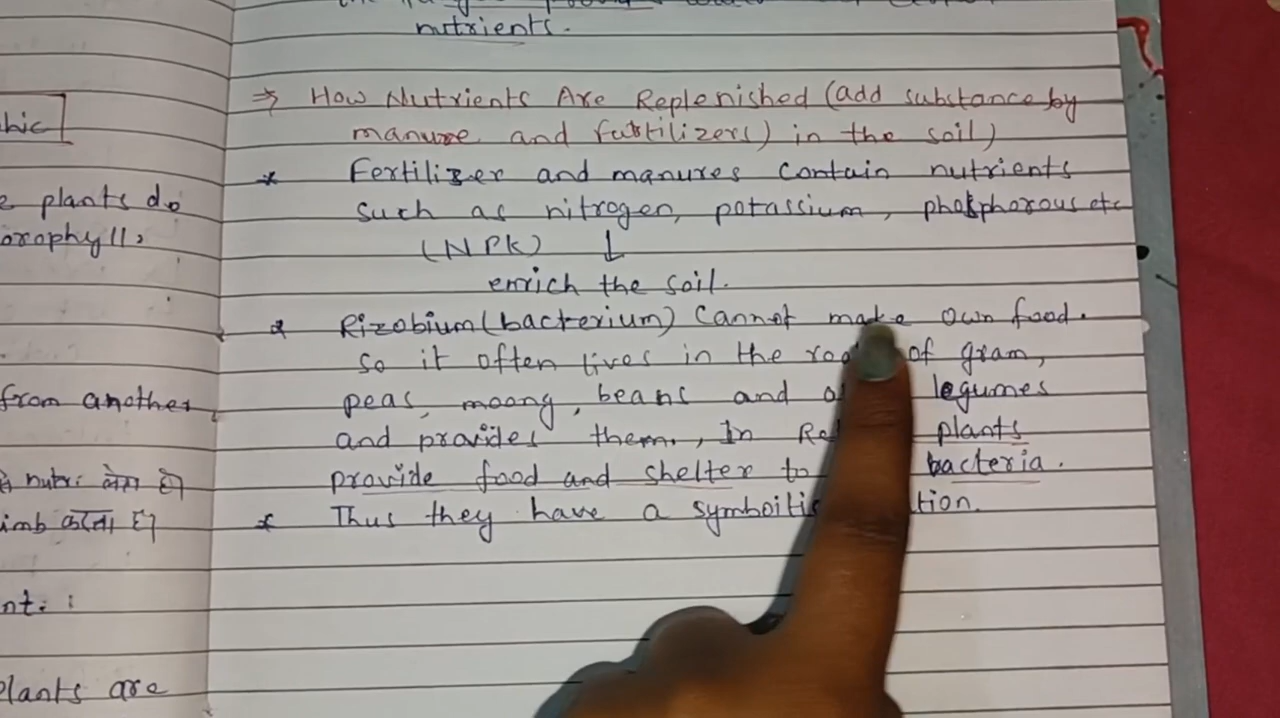 nutrients.
⇒ How Nutrients Are Replenished (add substance by
manure and fertilizers) in the soil)
* Fertilizer and manures contain nutrients
such as nitrogen, potassium, phosphorous etc
(NPK) ↓
enrich the soil.
* Rizobium (bacterium) cannot make own food.
so it often lives in the of gram,
peas, moong, beans and legumes
and provides them., In plants
provide food and shelter to bacteria.
* Thus they have a
hic
plants do
from another
nutr: लेता है
करता है
nt. :
Plants are